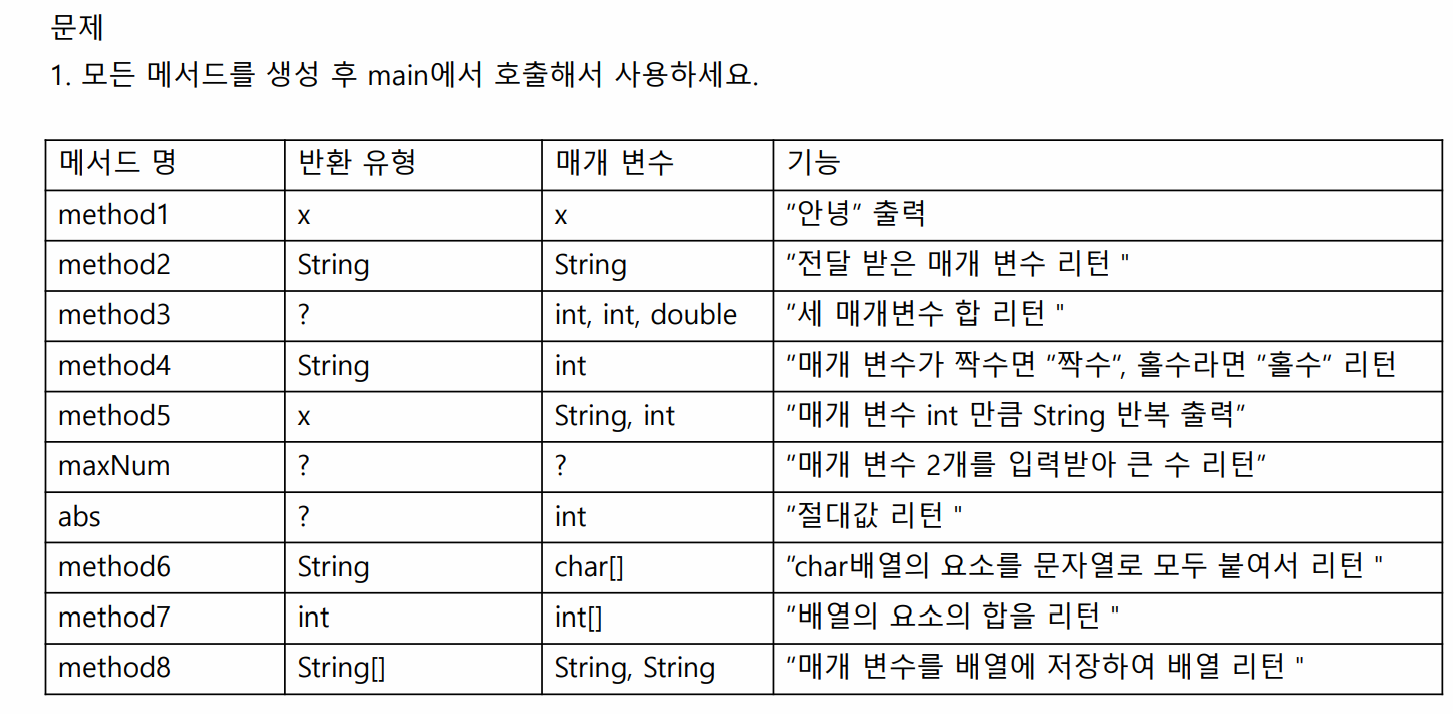 문제
1. 모든 메서드를 생성 후 main에서 호출해서 사용하세요.
메서드 명 반환 유형 매개 변수 기능
method1 x x "안녕" 출력
method2 String String "전달 받은 매개 변수 리턴 "
method3 ? int, int, double "세 매개변수 합 리턴 "
method4 String int "매개 변수가 짝수면 "짝수", 홀수라면 "홀수" 리턴
method5 x String, int "매개 변수 int 만큼 String 반복 출력"
maxNum ? ? "매개 변수 2개를 입력받아 큰 수 리턴"
abs ? int "절대값 리턴 "
method6 String char[] "char배열의 요소를 문자열로 모두 붙여서 리턴 "
method7 int int[] "배열의 요소의 합을 리턴 "
method8 String[] String, String "매개 변수를 배열에 저장하여 배열 리턴 "